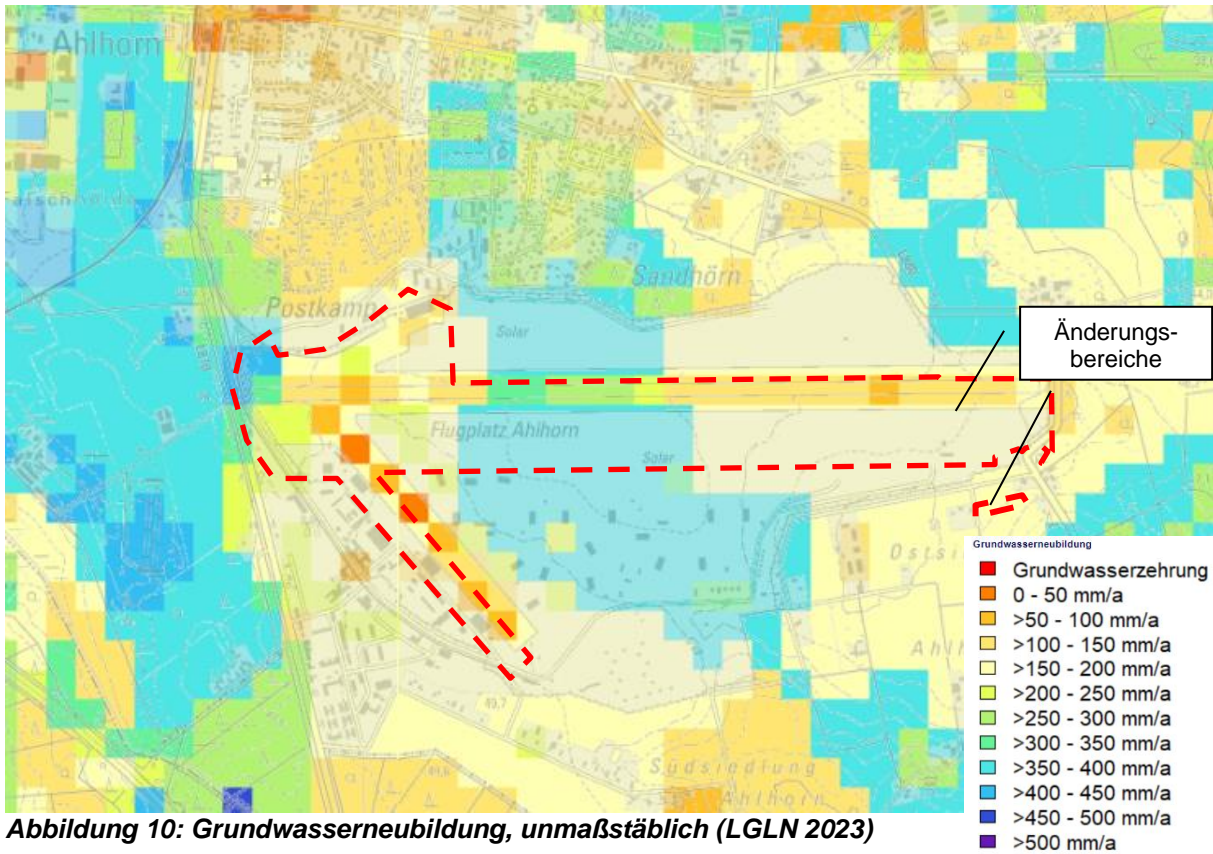 Ahlhorn
Postkamp
Sandhörn
Solar
Änderungs-
bereiche
Flugplatz Ahlhorn
Solar
Grundwasserneubildung
Grundwasserzehrung
0 - 50 mm/a
>50 - 100 mm/a
>100 - 150 mm/a
>150 - 200 mm/a
>200 - 250 mm/a
>250 - 300 mm/a
>300 - 350 mm/a
>350 - 400 mm/a
>400 - 450 mm/a
>450 - 500 mm/a
>500 mm/a
49,7
Südsiedlung
Ahlhorn
Abbildung 10: Grundwasserneubildung, unmaßstäblich (LGLN 2023)